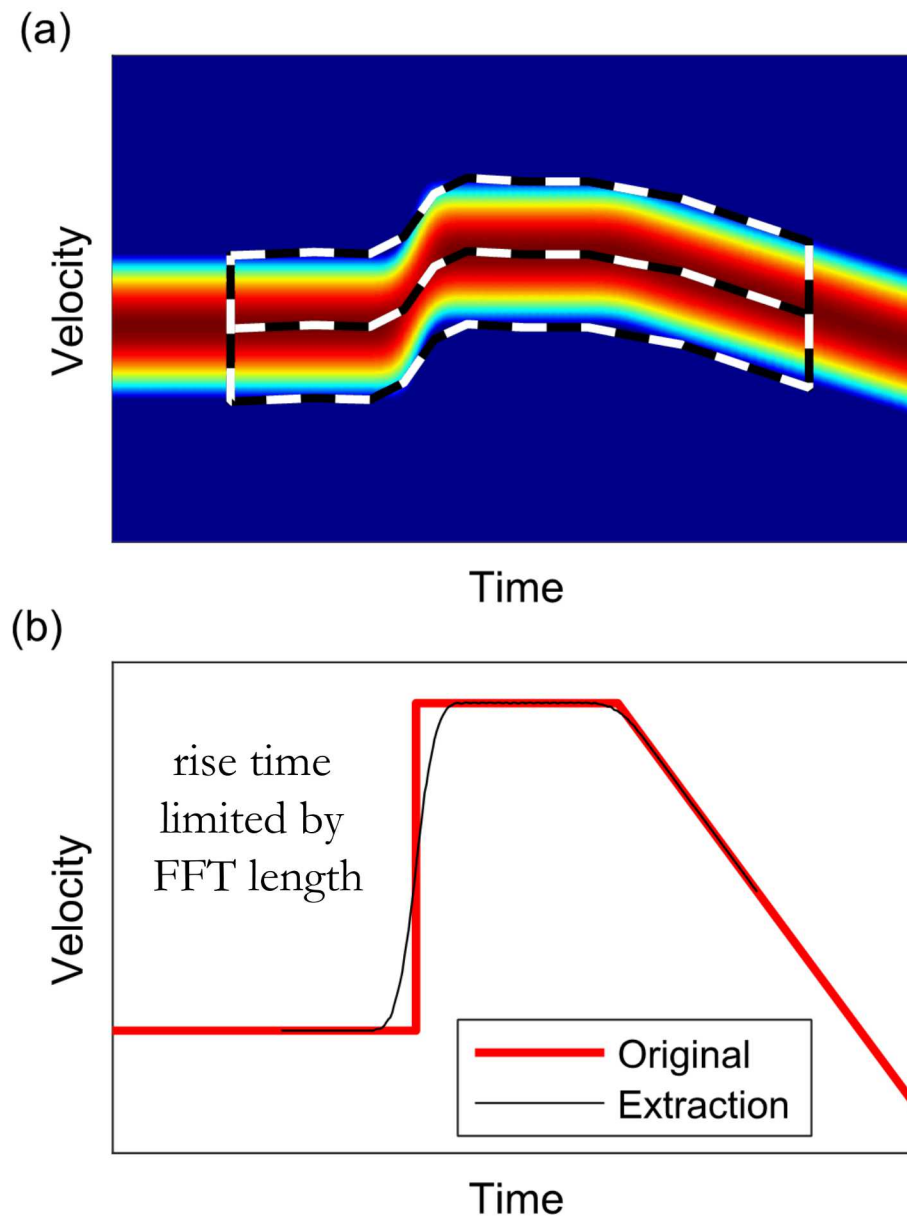 (a)
Velocity
Time
(b)
rise time
limited by
FFT length
Velocity
Original
Extraction
Time